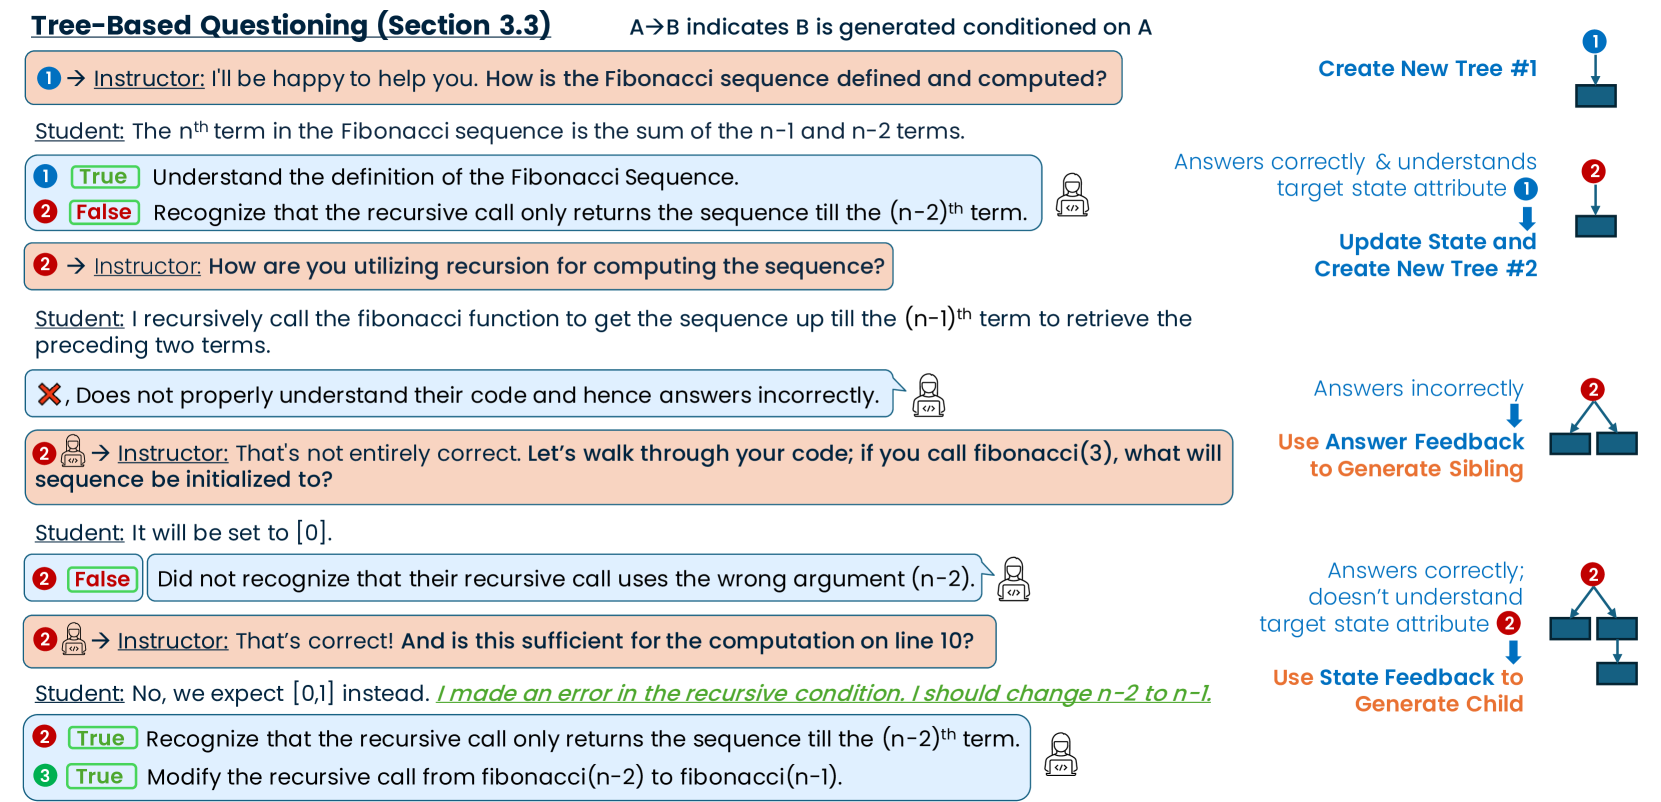 Tree-Based Questioning (Section 3.3)
A→B indicates B is generated conditioned on A
1 → Instructor: I'll be happy to help you. How is the Fibonacci sequence defined and computed?
Create New Tree #1
1
Student: The nth term in the Fibonacci sequence is the sum of the n-1 and n-2 terms.
1 True Understand the definition of the Fibonacci Sequence.
2 False Recognize that the recursive call only returns the sequence till the (n-2)th term.
</>
Answers correctly & understands
target state attribute 1
Update State and
Create New Tree #2
2
2 → Instructor: How are you utilizing recursion for computing the sequence?
Student: I recursively call the fibonacci function to get the sequence up till the (n-1)th term to retrieve the
preceding two terms.
❌, Does not properly understand their code and hence answers incorrectly.
</>
Answers incorrectly
Use Answer Feedback
to Generate Sibling
2
2 </> → Instructor: That's not entirely correct. Let's walk through your code; if you call fibonacci(3), what will
sequence be initialized to?
Student: It will be set to [0].
2 False Did not recognize that their recursive call uses the wrong argument (n-2).
</>
Answers correctly;
doesn't understand
target state attribute 2
Use State Feedback to
Generate Child
2
2 </> → Instructor: That's correct! And is this sufficient for the computation on line 10?
Student: No, we expect [0,1] instead. I made an error in the recursive condition. I should change n-2 to n-1.
2 True Recognize that the recursive call only returns the sequence till the (n-2)th term.
3 True Modify the recursive call from fibonacci(n-2) to fibonacci(n-1).
</>